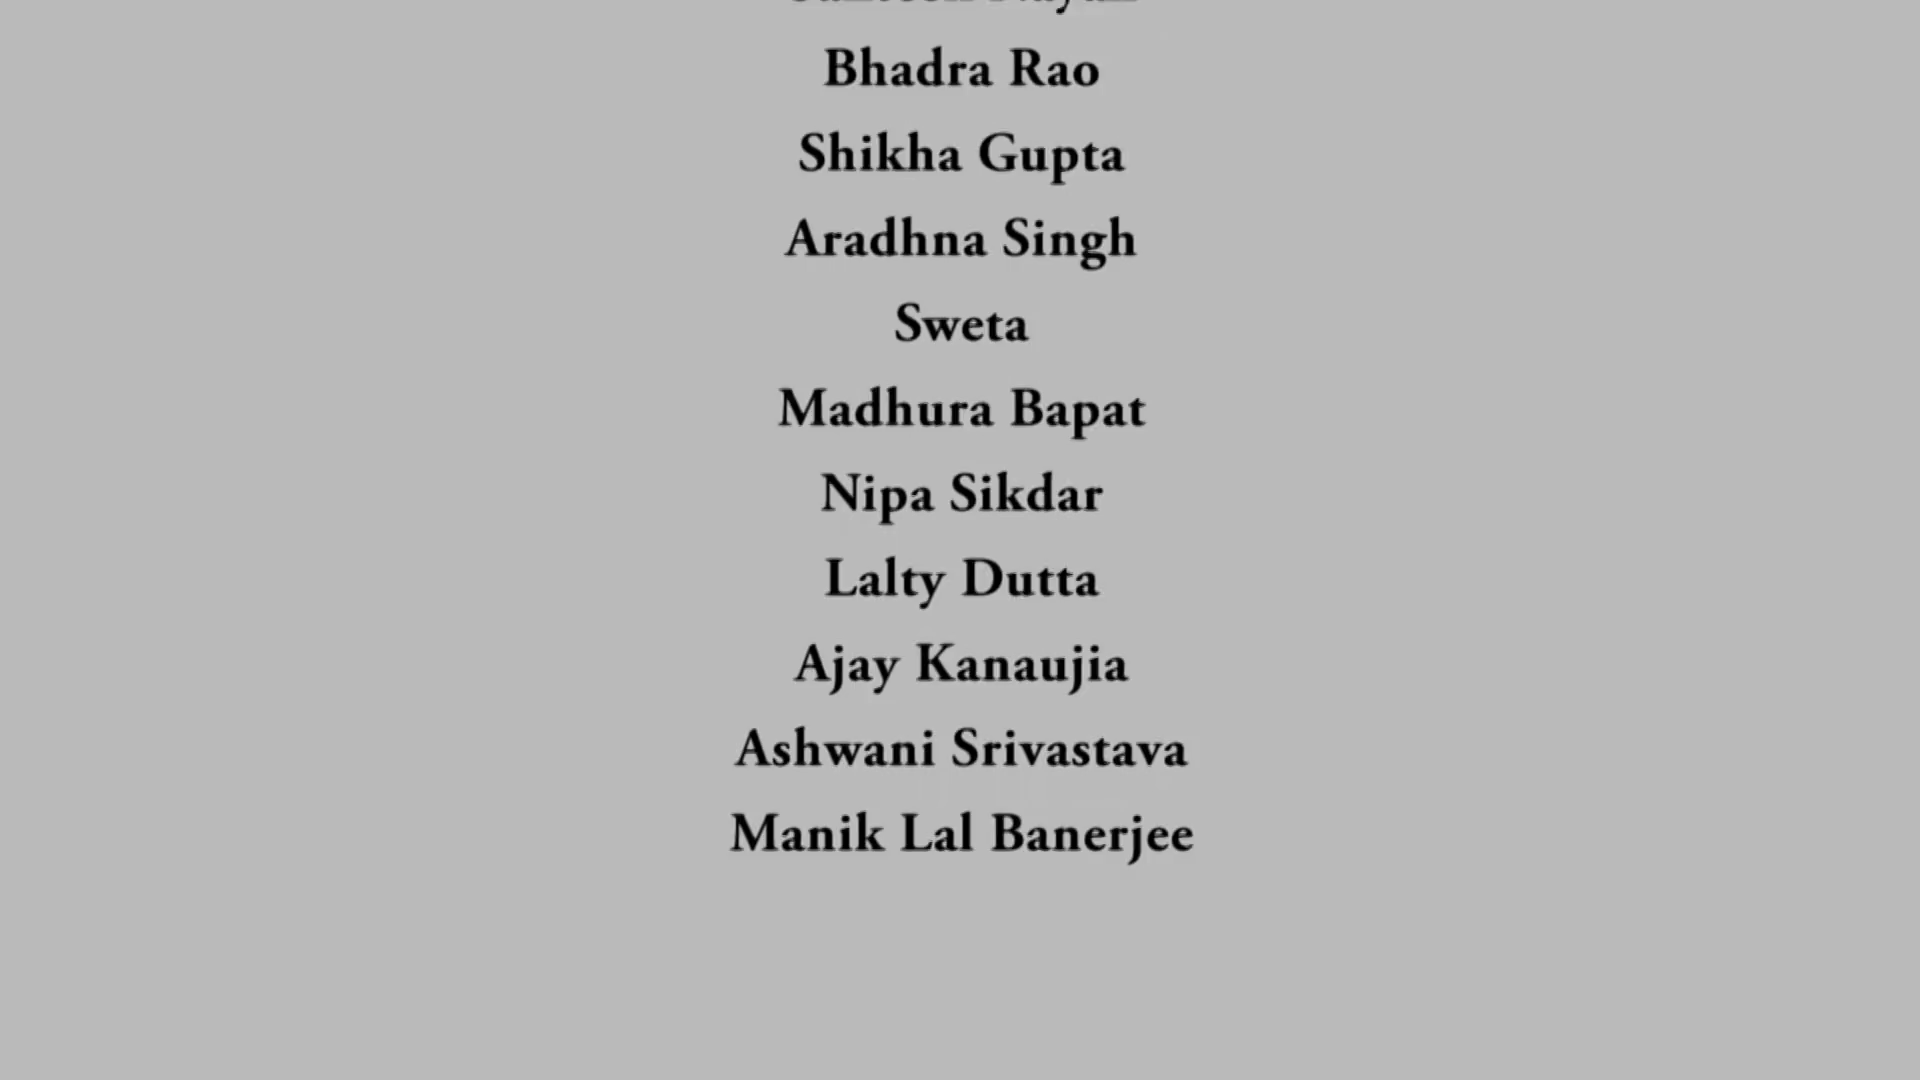 Bhadra Rao
Shikha Gupta
Aradhna Singh
Sweta
Madhura Bapat
Nipa Sikdar
Lalty Dutta
Ajay Kanaujia
Ashwani Srivastava
Manik Lal Banerjee